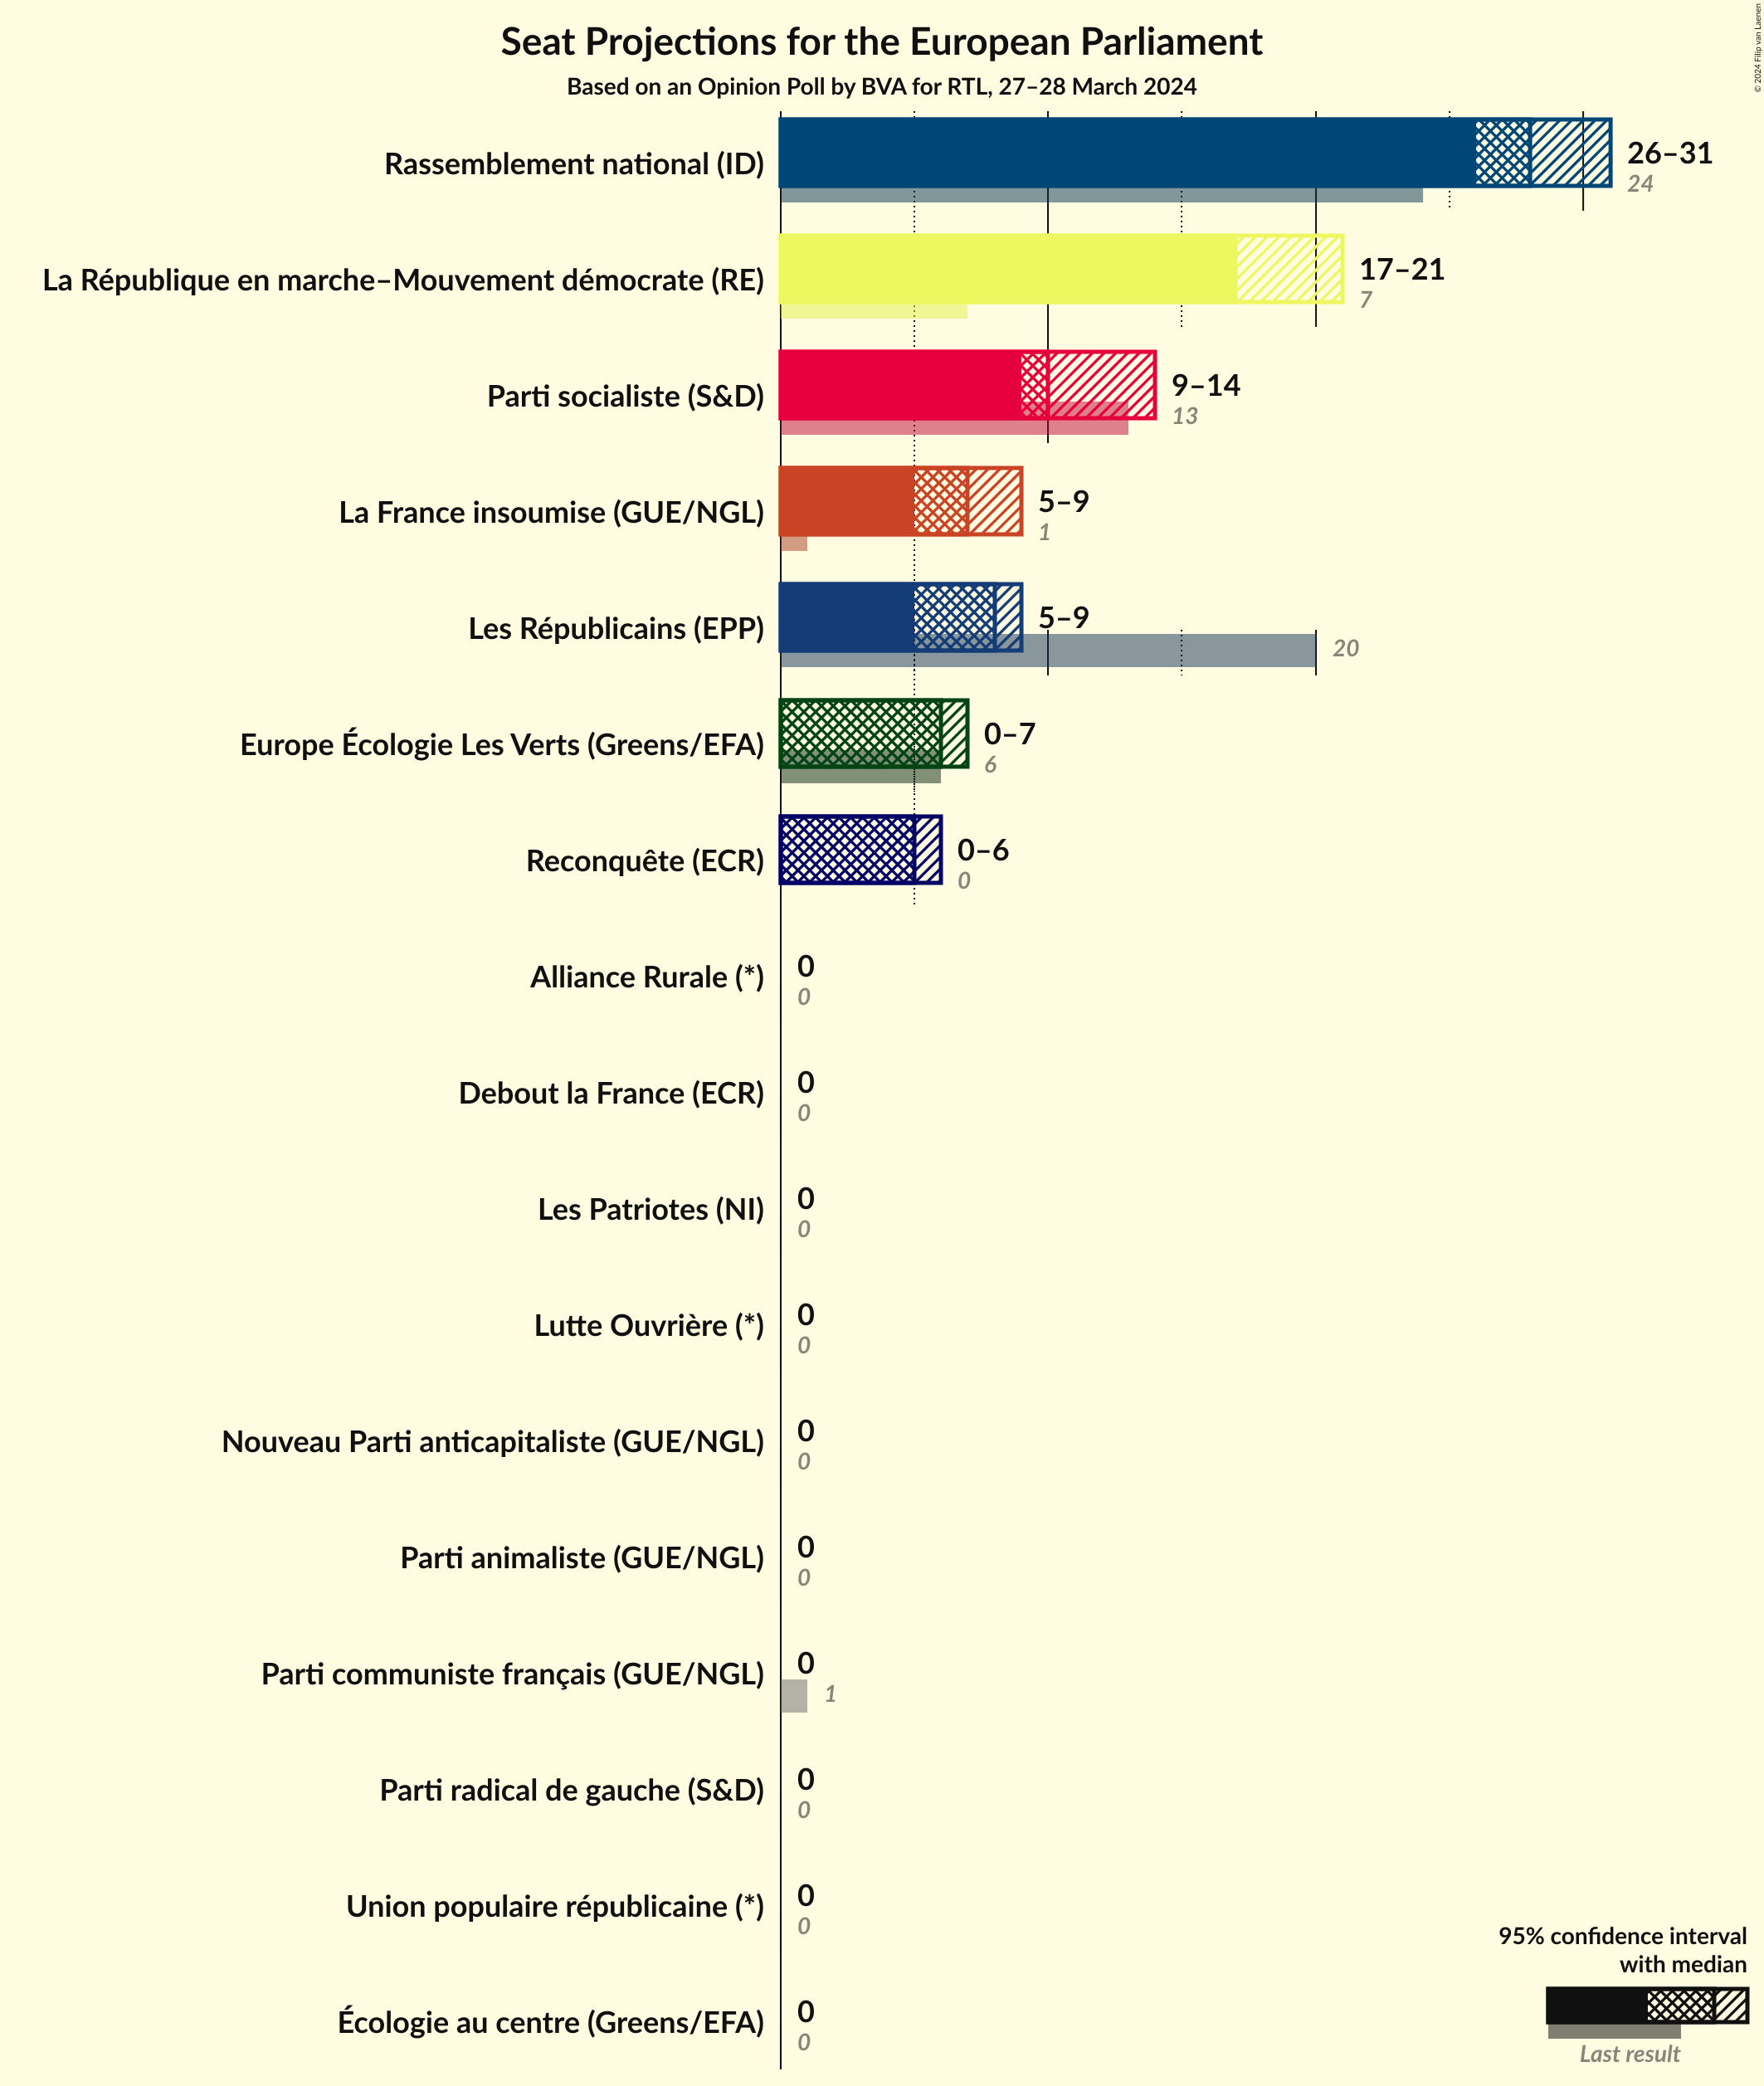 Seat Projections for the European Parliament
Based on an Opinion Poll by BVA for RTL, 27–28 March 2024
© 2024 Filip van Laenen
Rassemblement national (ID)
26–31
24
La République en marche–Mouvement démocrate (RE)
17–21
7
Parti socialiste (S&D)
9–14
13
La France insoumise (GUE/NGL)
5–9
1
Les Républicains (EPP)
5–9
20
Europe Écologie Les Verts (Greens/EFA)
0–7
6
Reconquête (ECR)
0–6
0
Alliance Rurale (*)
0
0
Debout la France (ECR)
0
0
Les Patriotes (NI)
0
0
Lutte Ouvrière (*)
0
0
Nouveau Parti anticapitaliste (GUE/NGL)
0
0
Parti animaliste (GUE/NGL)
0
0
Parti communiste français (GUE/NGL)
0
1
Parti radical de gauche (S&D)
0
0
Union populaire républicaine (*)
0
0
Écologie au centre (Greens/EFA)
0
0
95% confidence interval
with median
Last result